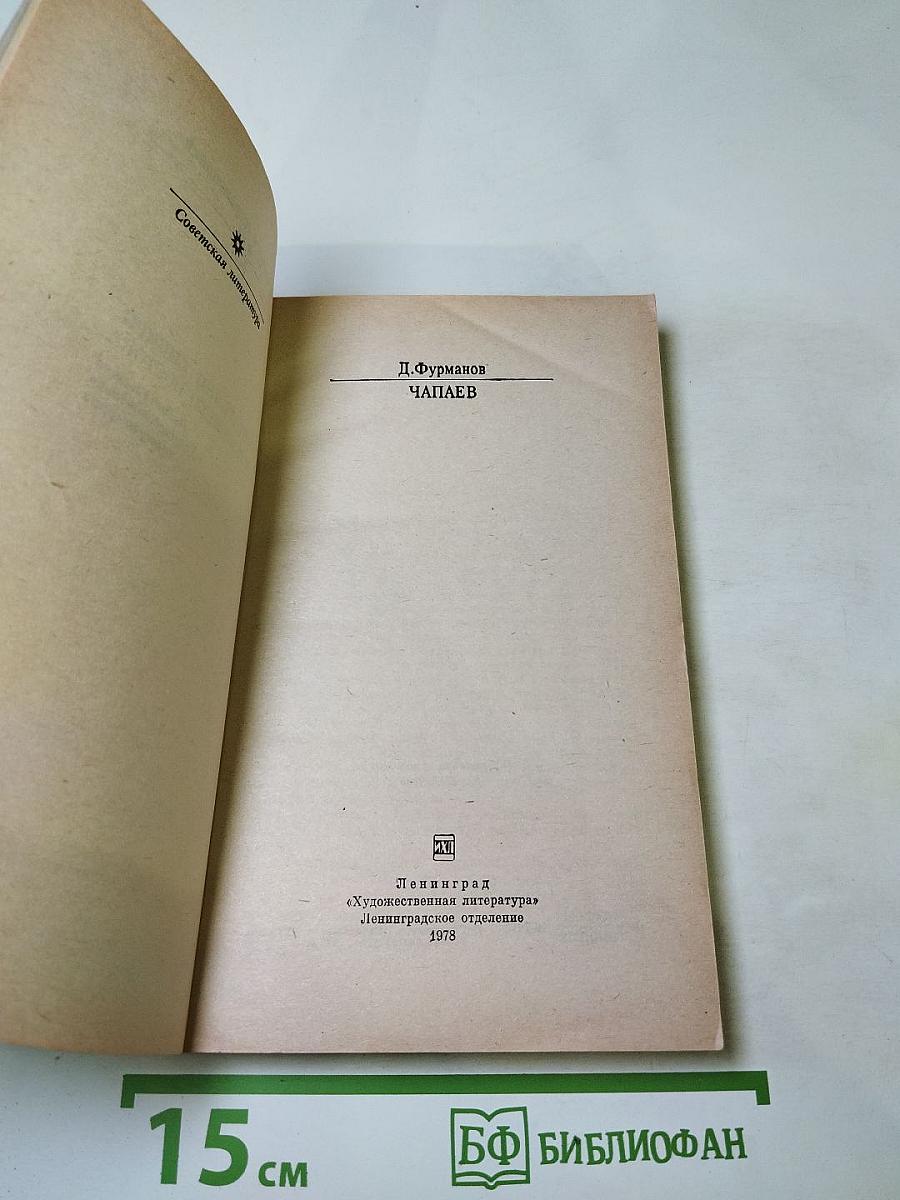 Советская литература
Д.Фурманов
ЧАПАЕВ
ИХЛ
Ленинград
«Художественная литература»
Ленинградское отделение
1978
15 см
БФ БИБЛИОФАН